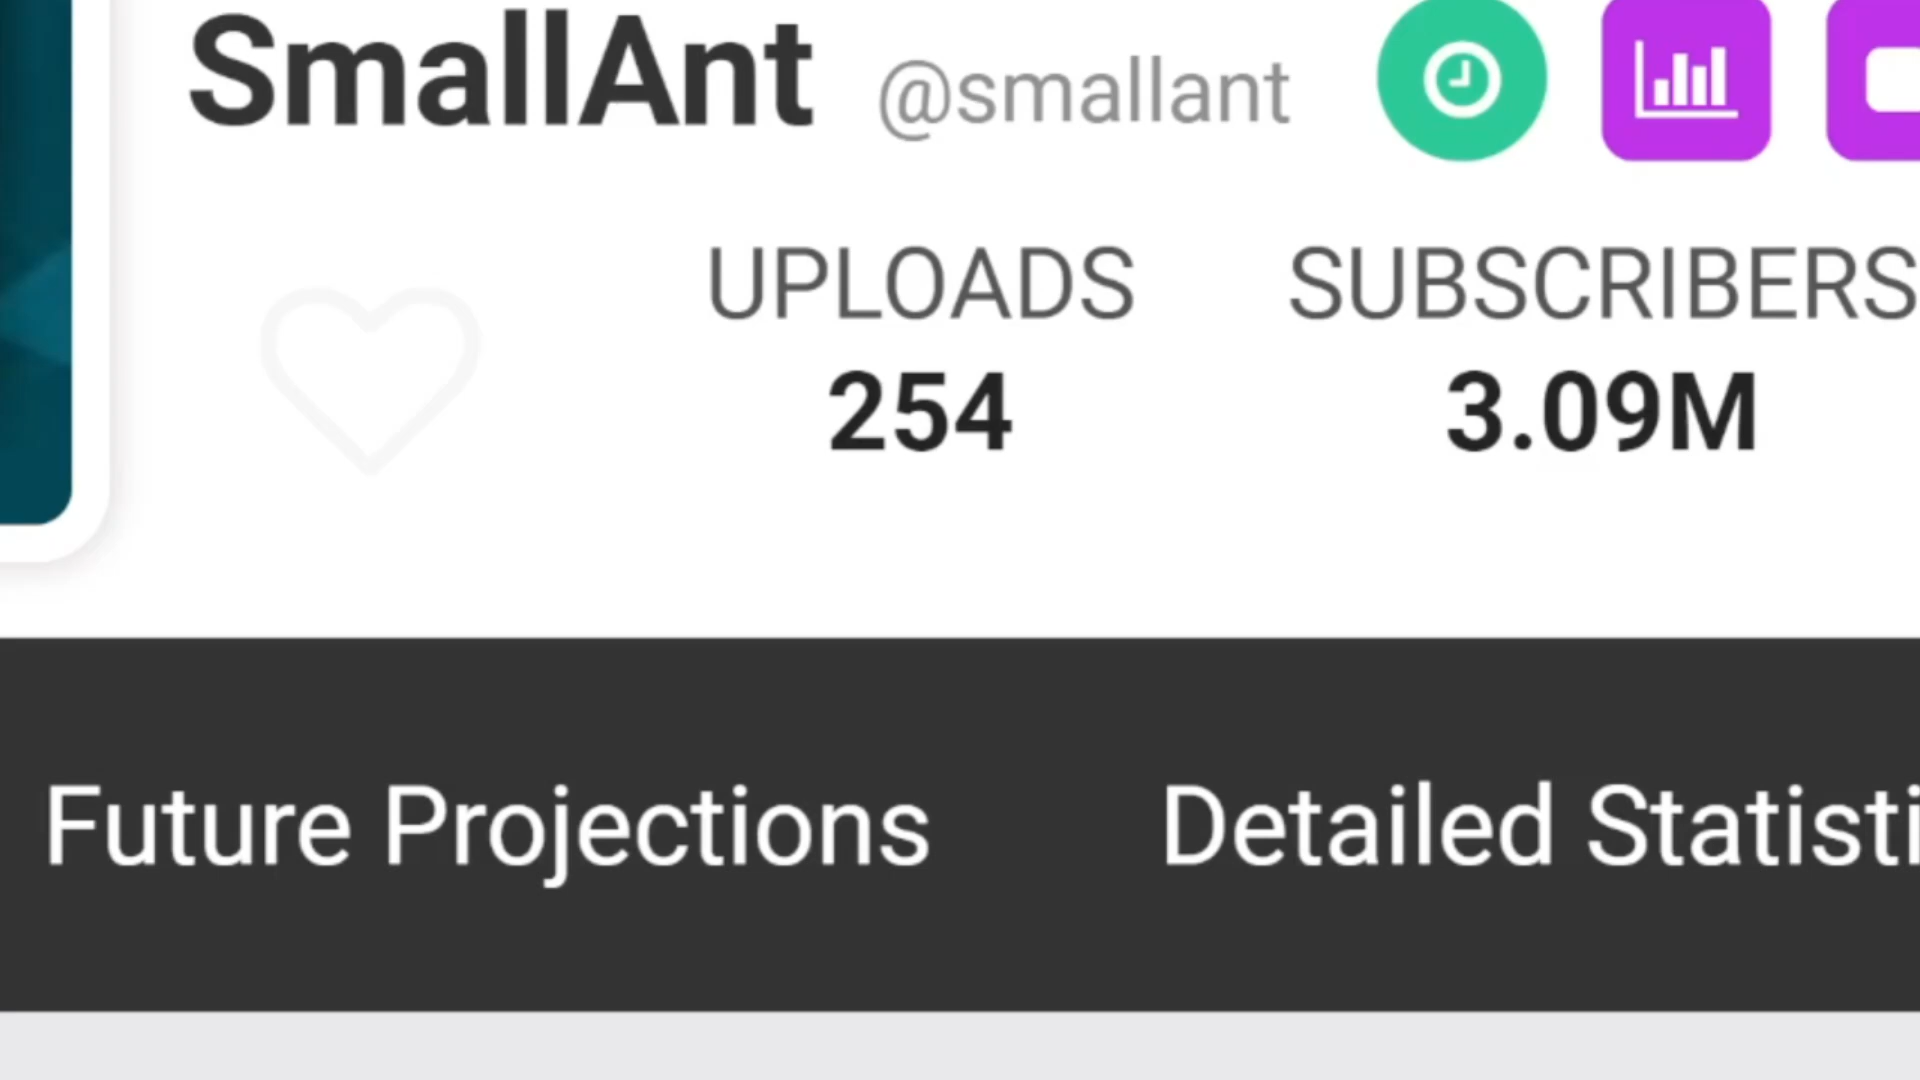 SmallAnt @smallant
UPLOADS SUBSCRIBERS
254 3.09M
Future Projections Detailed Statisti